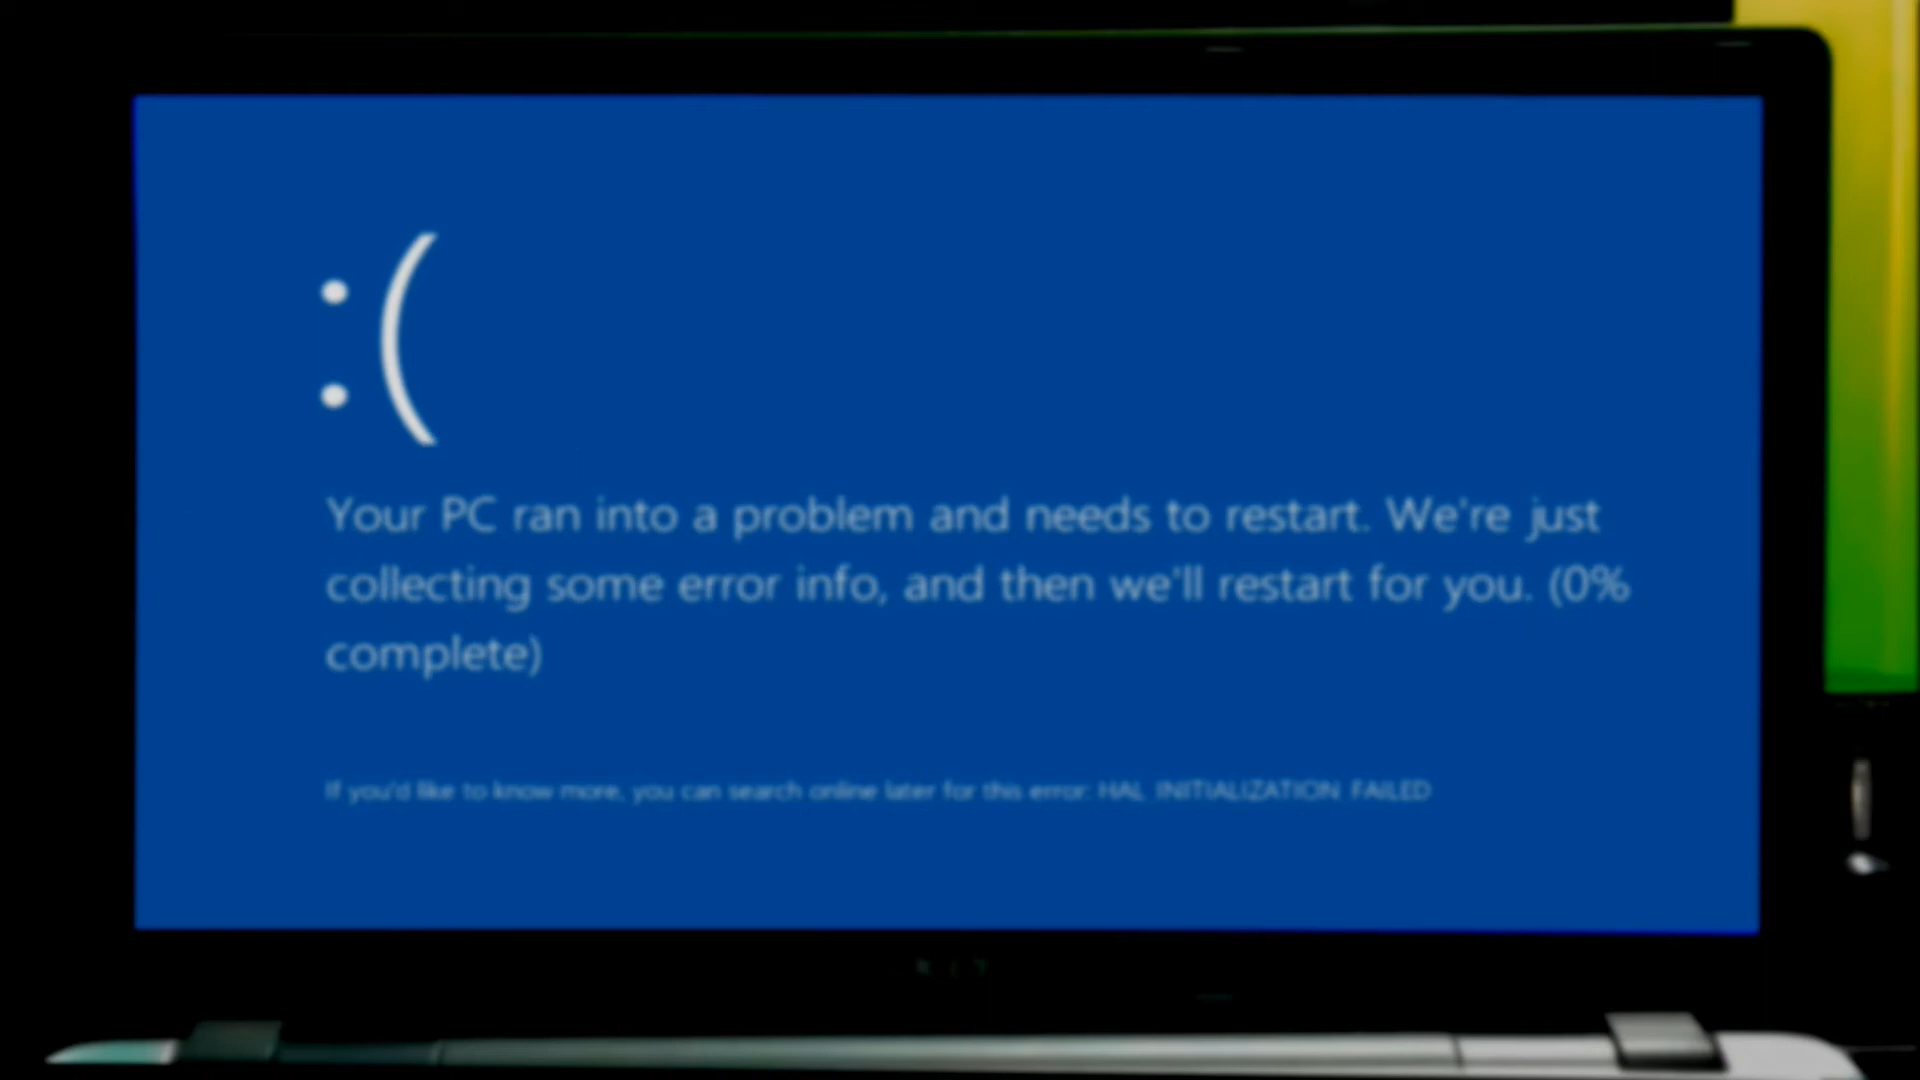 :(
Your PC ran into a problem and needs to restart. We're just
collecting some error info, and then we'll restart for you. (0%
complete)
If you'd like to know more, you can search online later for this error: HAL_INITIALIZATION_FAILED